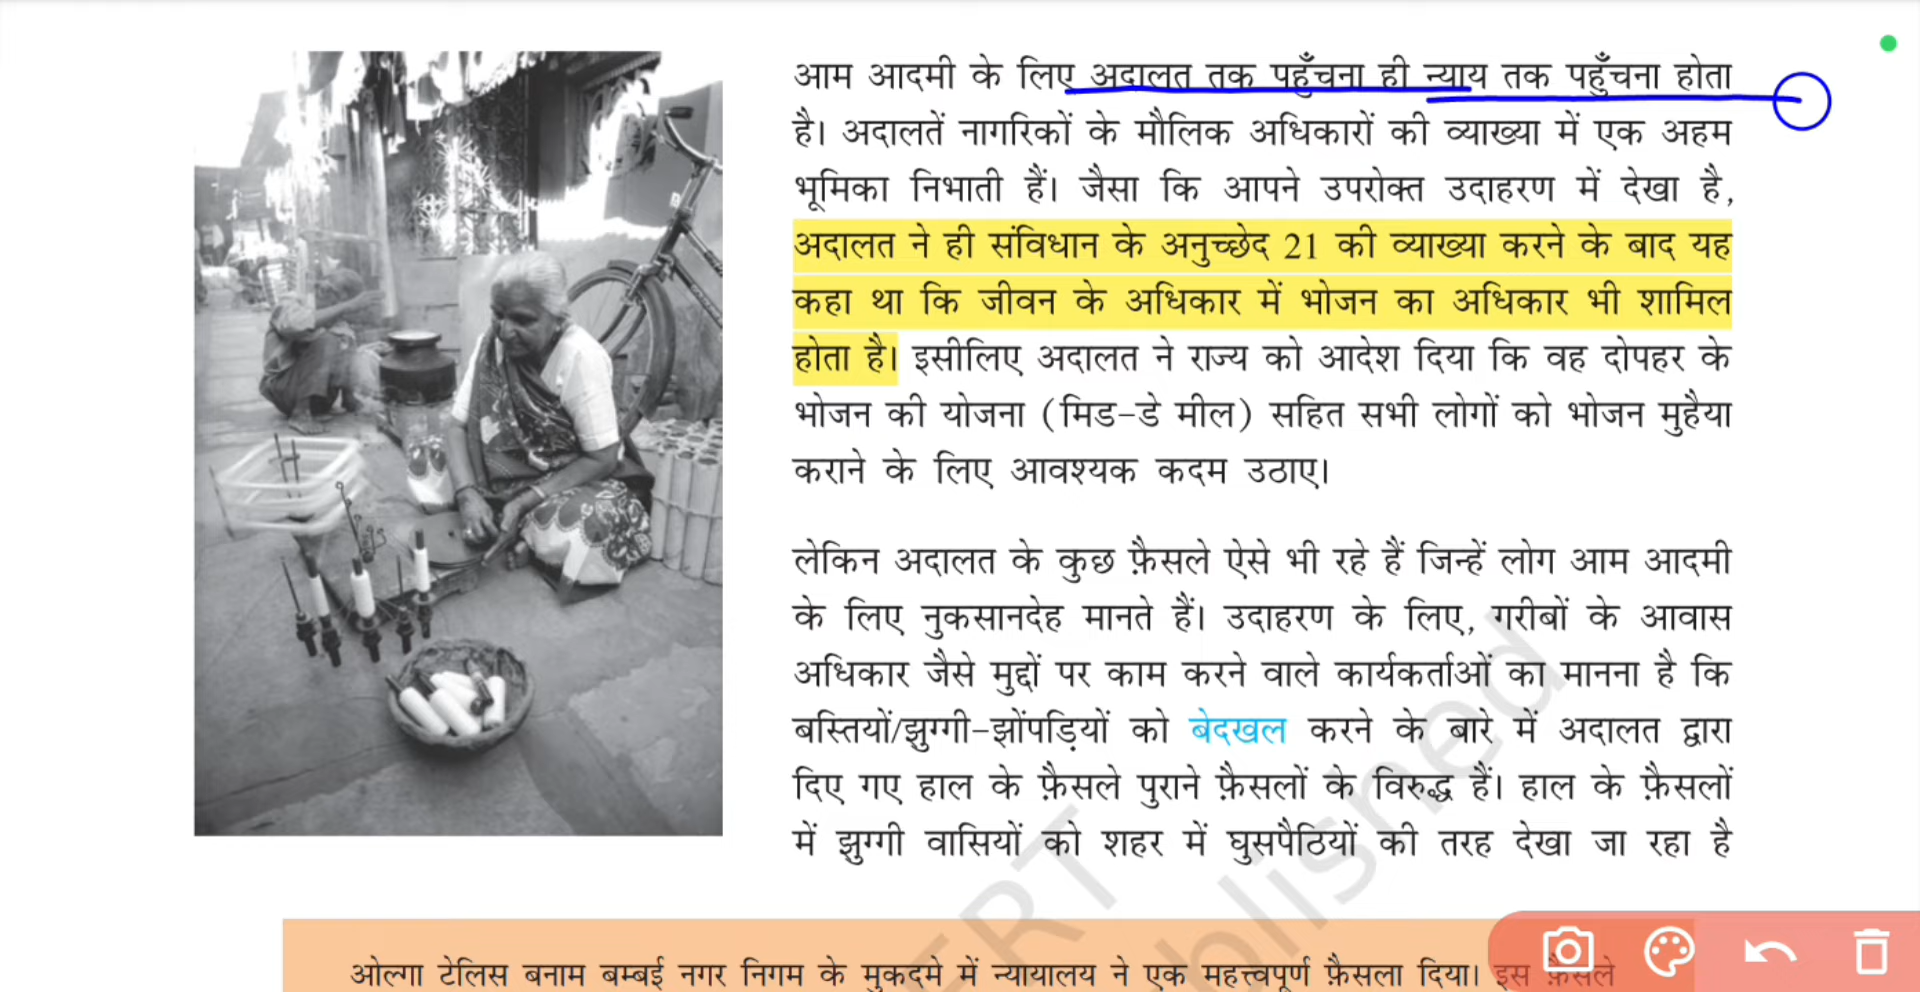 आम आदमी के लिए अदालत तक पहुँचना ही न्याय तक पहुँचना होता
है। अदालतें नागरिकों के मौलिक अधिकारों की व्याख्या में एक अहम
भूमिका निभाती हैं। जैसा कि आपने उपरोक्त उदाहरण में देखा है,
अदालत ने ही संविधान के अनुच्छेद 21 की व्याख्या करने के बाद यह
कहा था कि जीवन के अधिकार में भोजन का अधिकार भी शामिल
होता है। इसीलिए अदालत ने राज्य को आदेश दिया कि वह दोपहर के
भोजन की योजना (मिड-डे मील) सहित सभी लोगों को भोजन मुहैया
कराने के लिए आवश्यक कदम उठाए।
लेकिन अदालत के कुछ फ़ैसले ऐसे भी रहे हैं जिन्हें लोग आम आदमी
के लिए नुकसानदेह मानते हैं। उदाहरण के लिए, गरीबों के आवास
अधिकार जैसे मुद्दों पर काम करने वाले कार्यकर्ताओं का मानना है कि
बस्तियों/झुग्गी-झोंपड़ियों को बेदखल करने के बारे में अदालत द्वारा
दिए गए हाल के फ़ैसले पुराने फ़ैसलों के विरुद्ध हैं। हाल के फ़ैसलों
में झुग्गी वासियों को शहर में घुसपैठियों की तरह देखा जा रहा है
ओल्गा टेलिस बनाम बम्बई नगर निगम के मुकदमे में न्यायालय ने एक महत्त्वपूर्ण फ़ैसला दिया। इस फ़ैसले